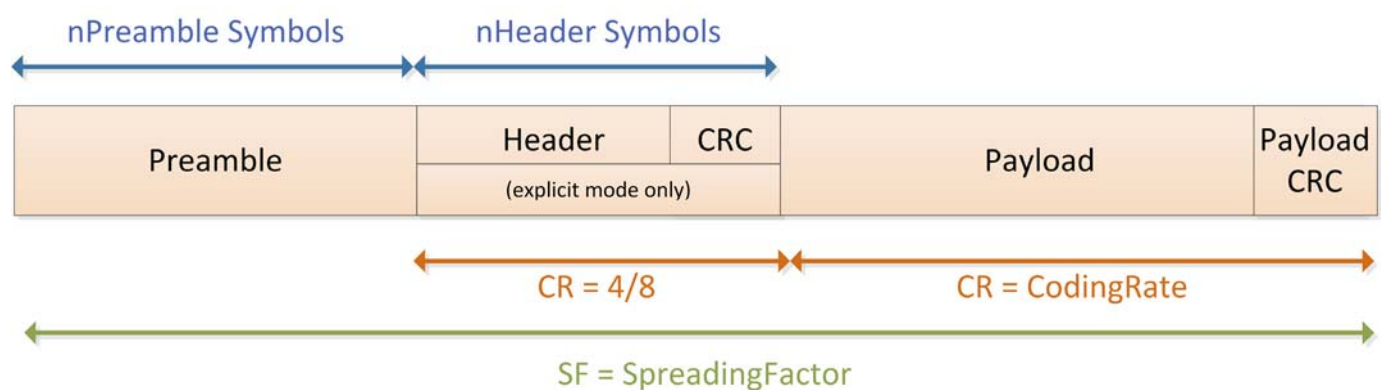 nPreamble Symbols
nHeader Symbols
Preamble
Header
CRC
(explicit mode only)
Payload
Payload
CRC
CR = 4/8
CR = CodingRate
SF = SpreadingFactor